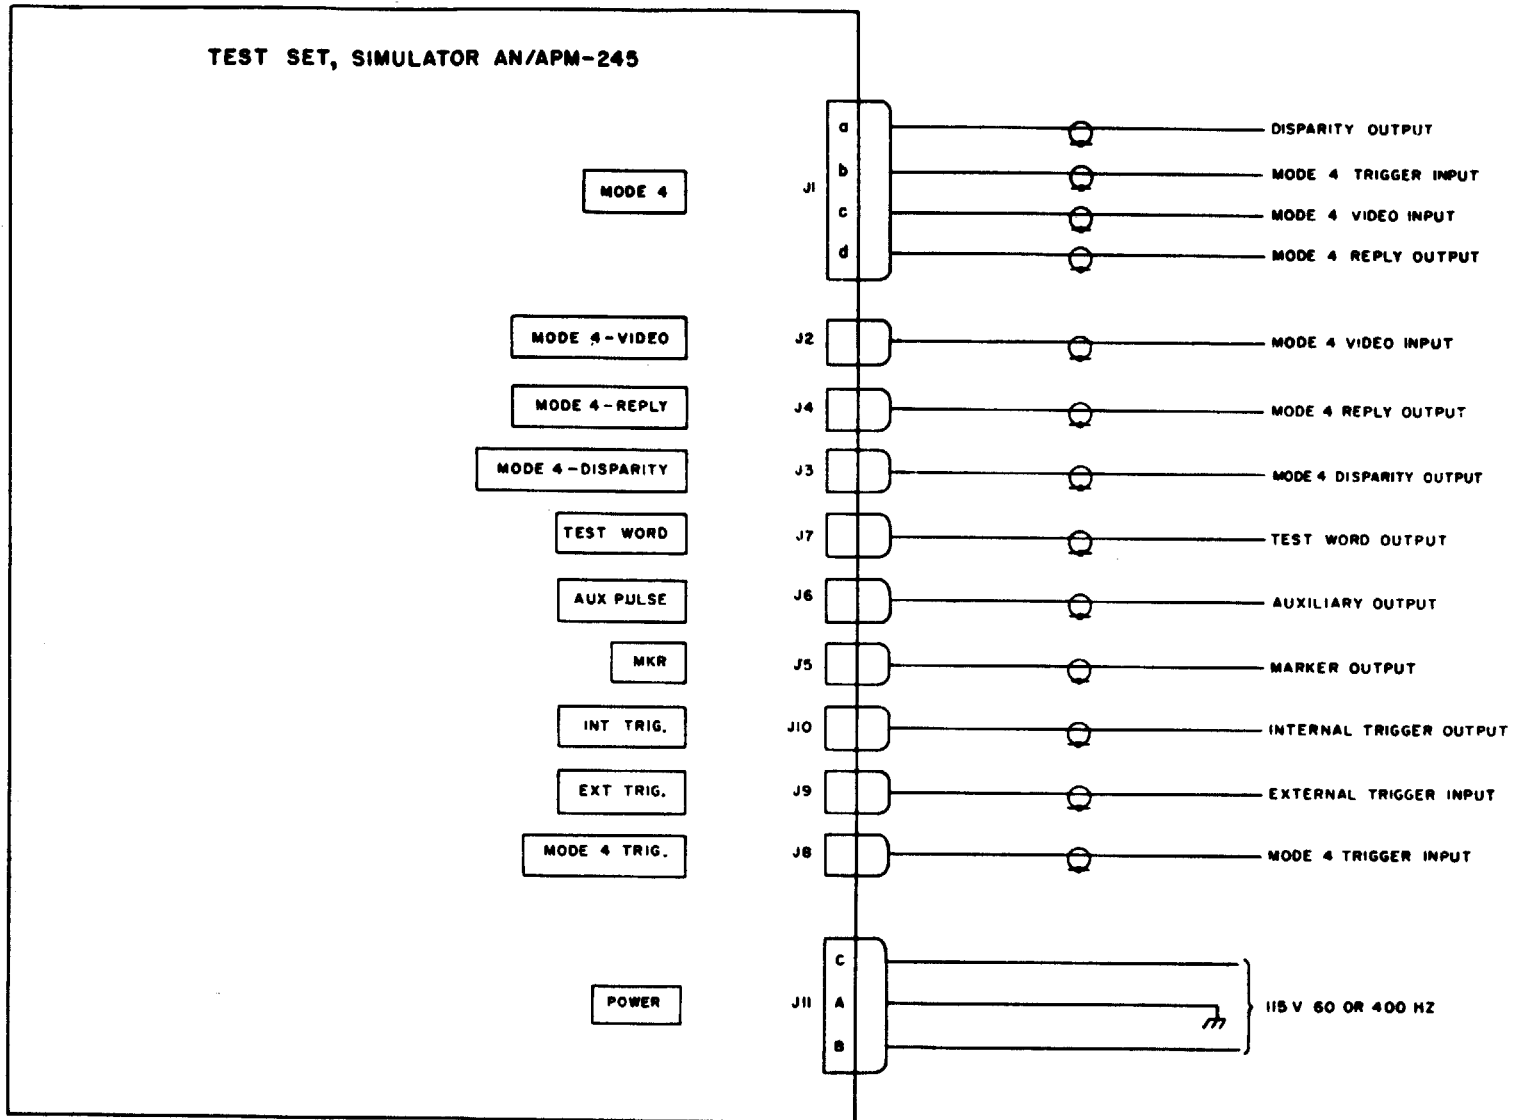 TEST SET, SIMULATOR AN/APM-245
MODE 4
J1
a
DISPARITY OUTPUT
b
MODE 4 TRIGGER INPUT
c
MODE 4 VIDEO INPUT
d
MODE 4 REPLY OUTPUT
MODE 4-VIDEO
J2
MODE 4 VIDEO INPUT
MODE 4-REPLY
J4
MODE 4 REPLY OUTPUT
MODE 4-DISPARITY
J3
MODE 4 DISPARITY OUTPUT
TEST WORD
J7
TEST WORD OUTPUT
AUX PULSE
J6
AUXILIARY OUTPUT
MKR
J5
MARKER OUTPUT
INT TRIG.
J10
INTERNAL TRIGGER OUTPUT
EXT TRIG.
J9
EXTERNAL TRIGGER INPUT
MODE 4 TRIG.
J8
MODE 4 TRIGGER INPUT
POWER
J11
C
A
B
115 V 60 OR 400 HZ